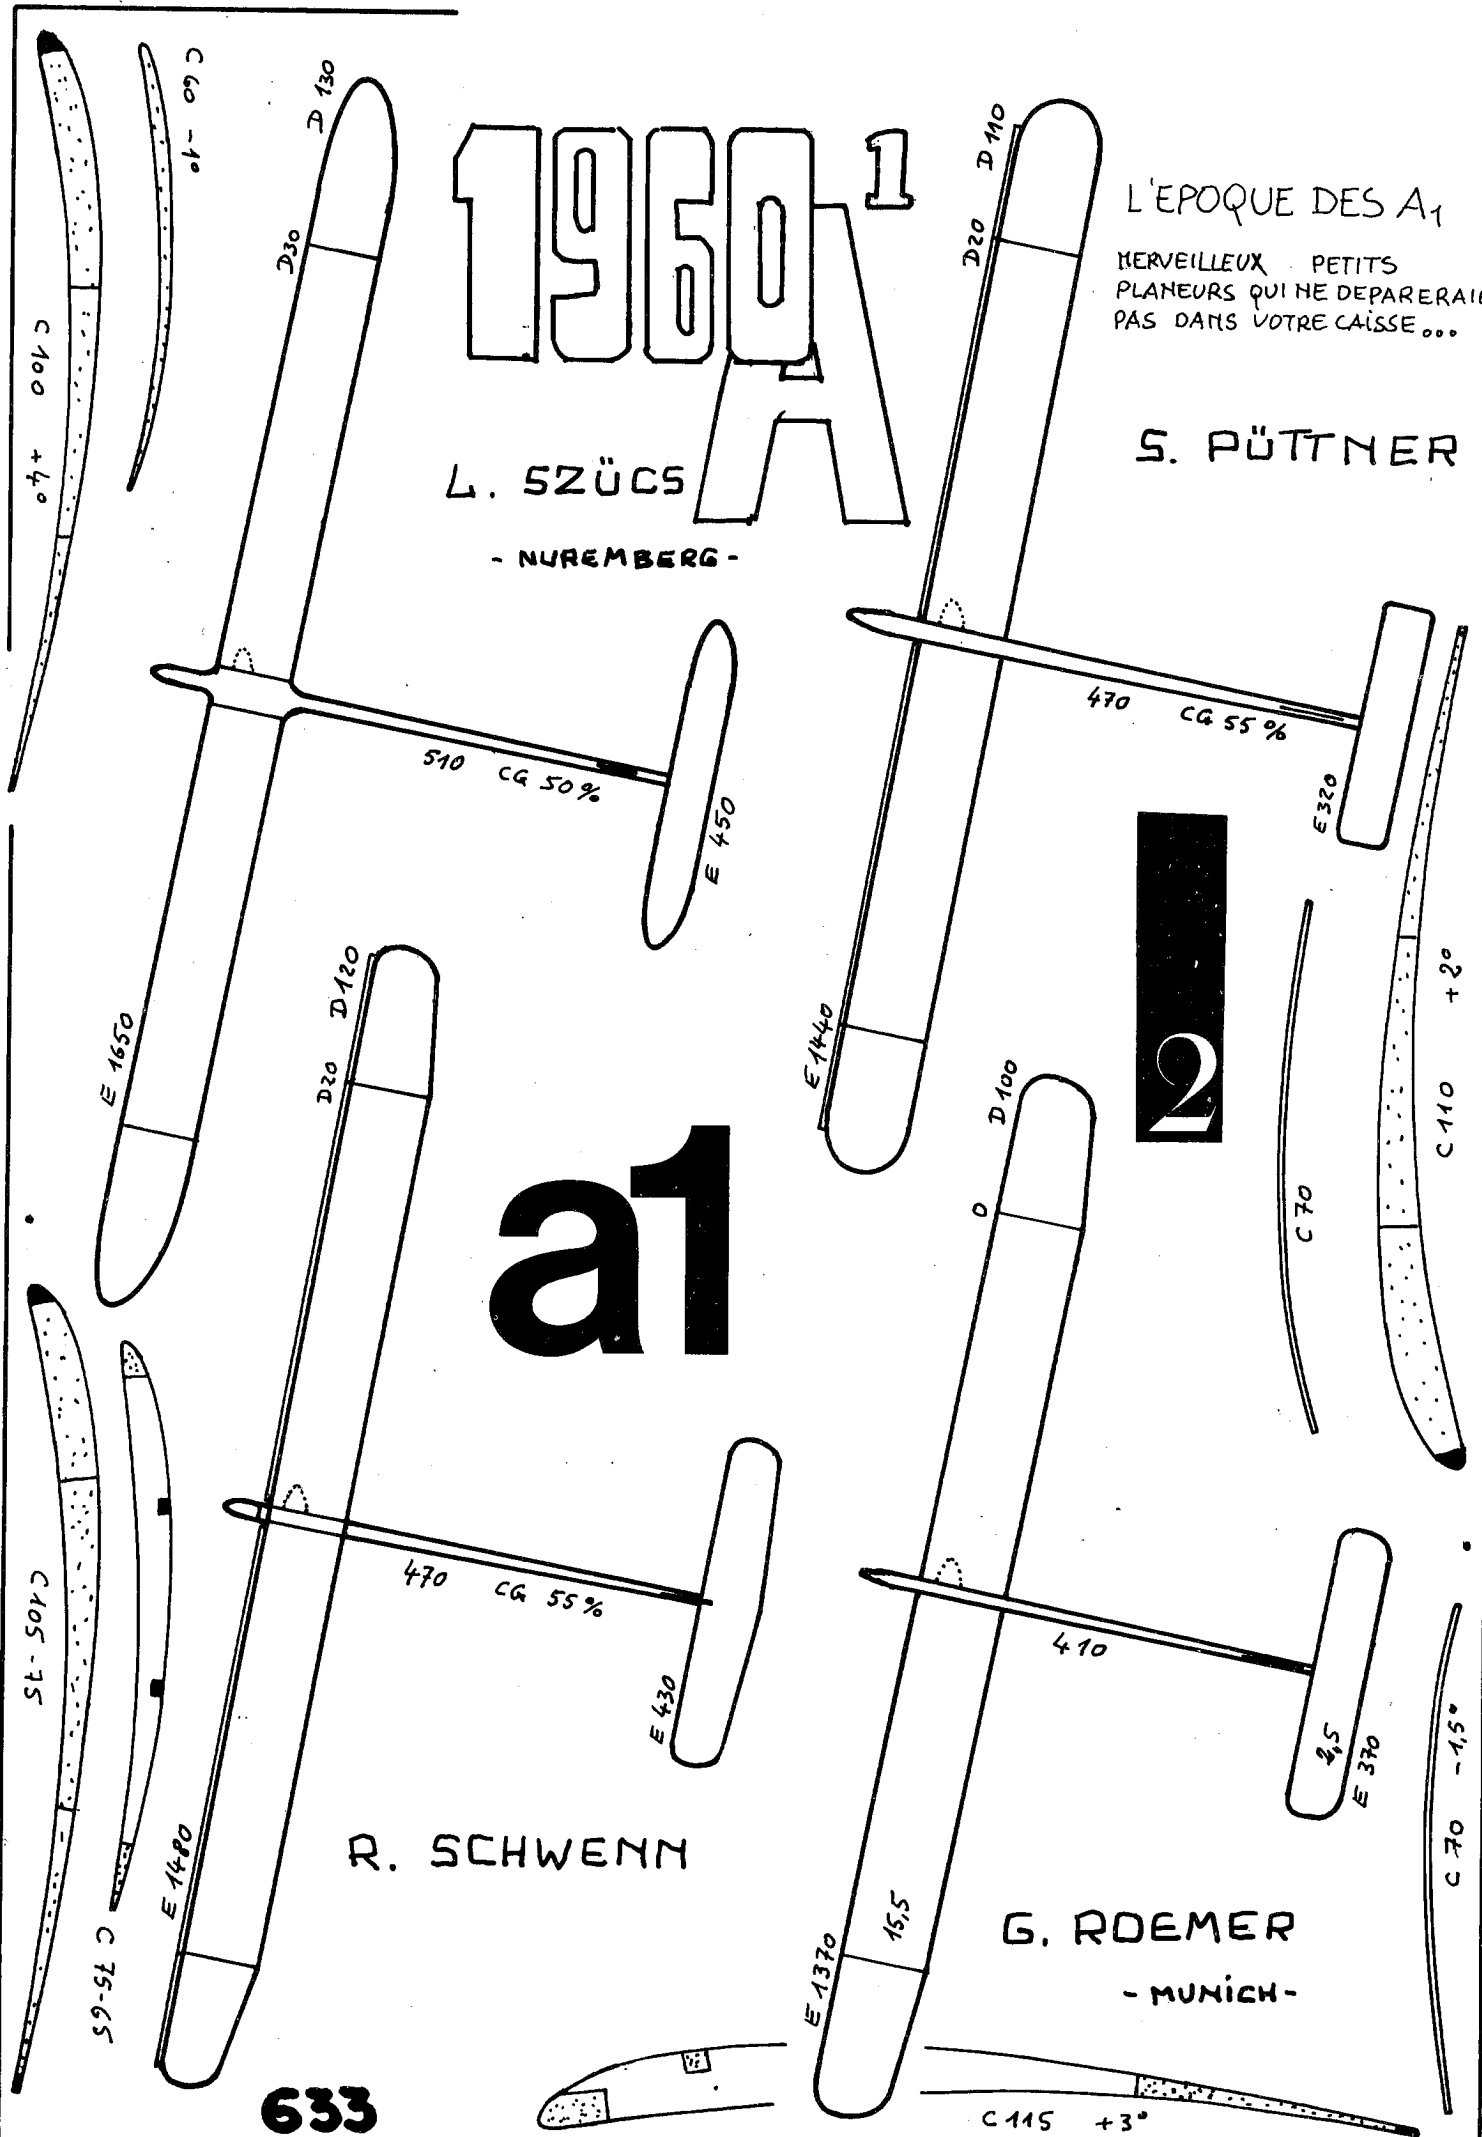 1960
A
1
L'EPOQUE DES A1
MERVEILLEUX PETITS
PLANEURS QUI NE DEPARERAIE
PAS DANS VOTRE CAISSE...
L. SZÜCS
- NUREMBERG -
C 60 -1°
C 100 +4°
D 130
D30
510 CG 50%
E 450
E 1650
S. PÜTTNER
D 110
D20
470 CG 55%
E 320
E 1440
C 110 +2°
C 70
2
a1
D 120
D20
470 CG 55%
E 430
E 1480
C 105-75
C 75-65
R. SCHWENN
D 100
0
410
2,5
E 370
15,5
E 1370
C 70 -1,5°
G. ROEMER
- MUNICH -
C 115 +3°
633